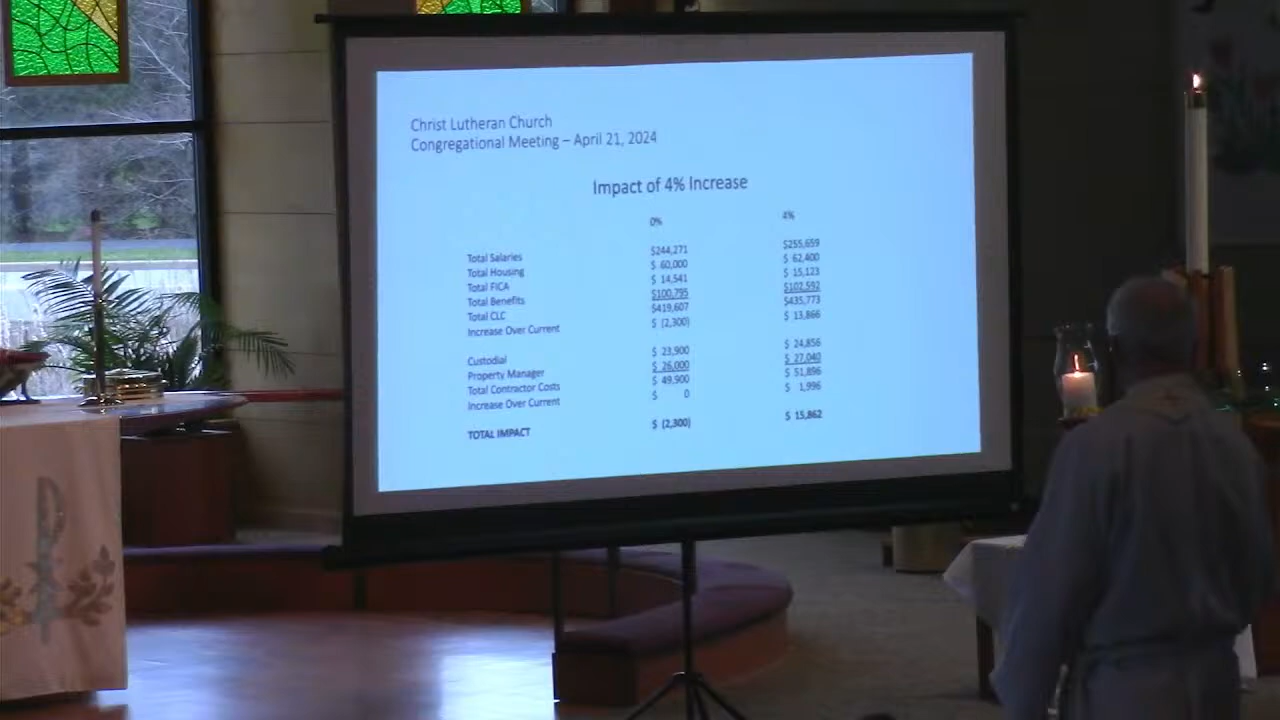 Christ Lutheran Church
Congregational Meeting – April 21, 2024
Impact of 4% Increase
0% 4%
Total Salaries $244,271 $255,659
Total Housing $ 60,000 $ 62,400
Total FICA $ 14,541 $ 15,123
Total Benefits $100,795 $102,592
Total CLC $419,607 $435,773
Increase Over Current $ (2,300) $ 13,866
Custodial $ 23,900 $ 24,856
Property Manager $ 26,000 $ 27,040
Total Contractor Costs $ 49,900 $ 51,896
Increase Over Current $ 0 $ 1,996
TOTAL IMPACT $ (2,300) $ 15,862